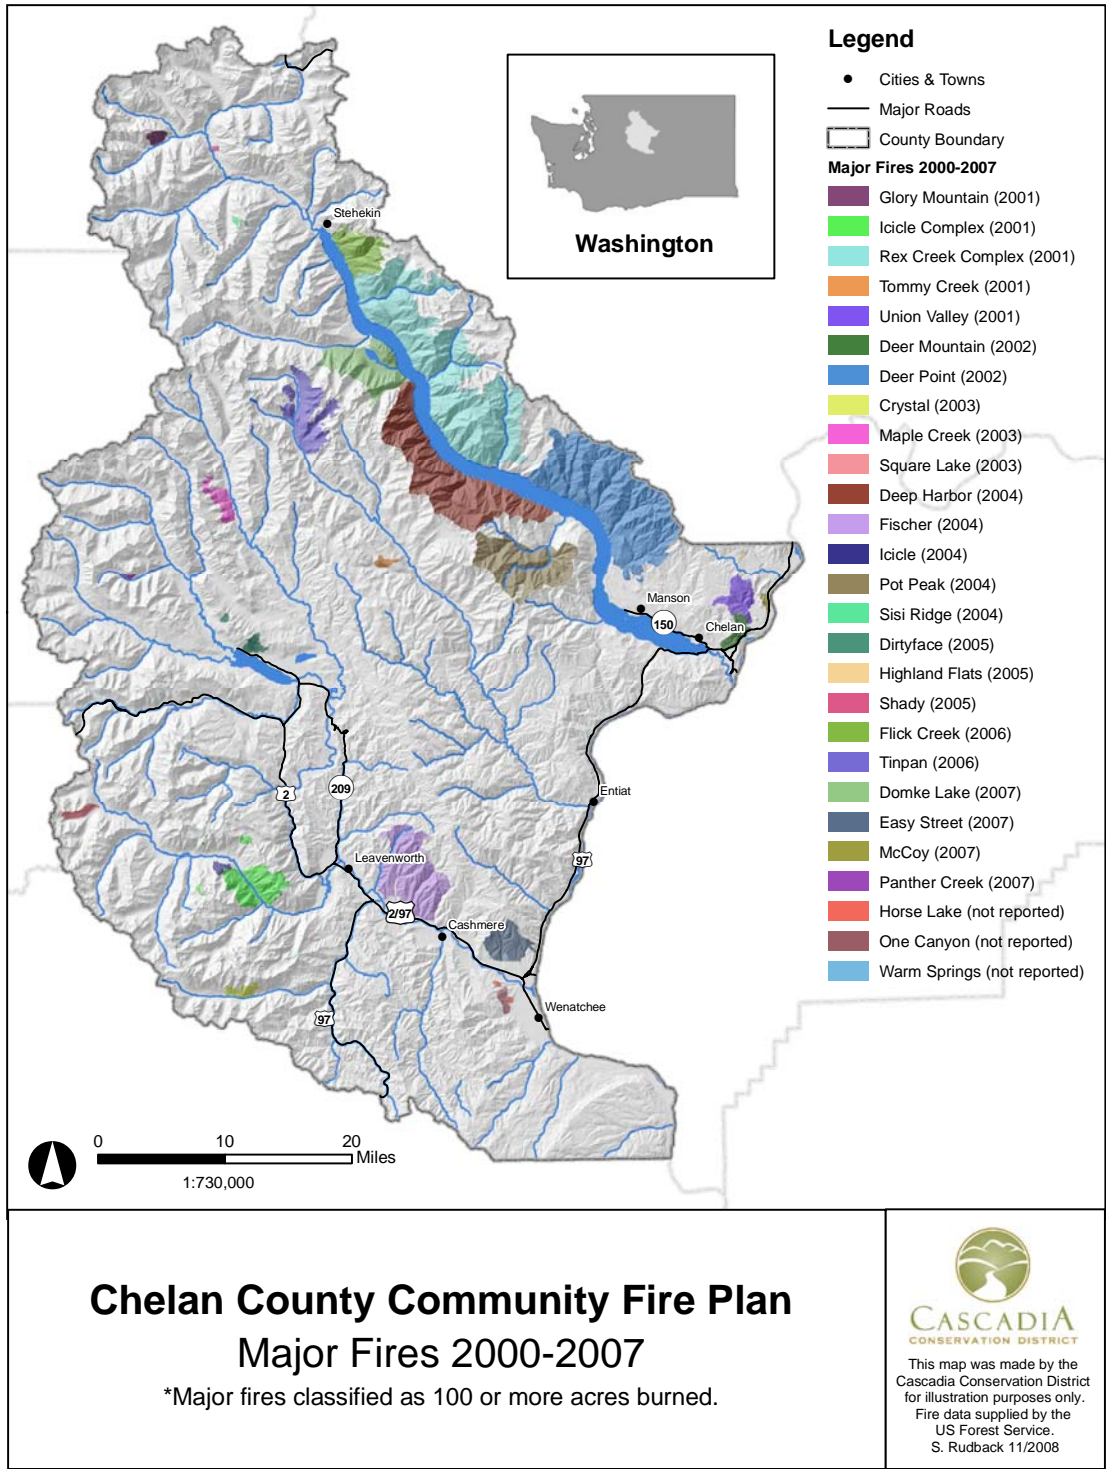 Legend
Cities & Towns
Major Roads
County Boundary
Major Fires 2000-2007
Glory Mountain (2001)
Icicle Complex (2001)
Rex Creek Complex (2001)
Tommy Creek (2001)
Union Valley (2001)
Deer Mountain (2002)
Deer Point (2002)
Crystal (2003)
Maple Creek (2003)
Square Lake (2003)
Deep Harbor (2004)
Fischer (2004)
Icicle (2004)
Pot Peak (2004)
Sisi Ridge (2004)
Dirtyface (2005)
Highland Flats (2005)
Shady (2005)
Flick Creek (2006)
Tinpan (2006)
Domke Lake (2007)
Easy Street (2007)
McCoy (2007)
Panther Creek (2007)
Horse Lake (not reported)
One Canyon (not reported)
Warm Springs (not reported)
Washington
Stehekin
Manson
150
Chelan
Entiat
2
209
97
Leavenworth
2/97
Cashmere
Wenatchee
97
0 10 20
Miles
1:730,000
Chelan County Community Fire Plan
Major Fires 2000-2007
*Major fires classified as 100 or more acres burned.
CASCADIA
CONSERVATION DISTRICT
This map was made by the
Cascadia Conservation District
for illustration purposes only.
Fire data supplied by the
US Forest Service.
S. Rudback 11/2008